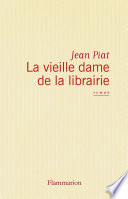 Jean Piat
La vieille dame
de la librairie
roman
Flammarion